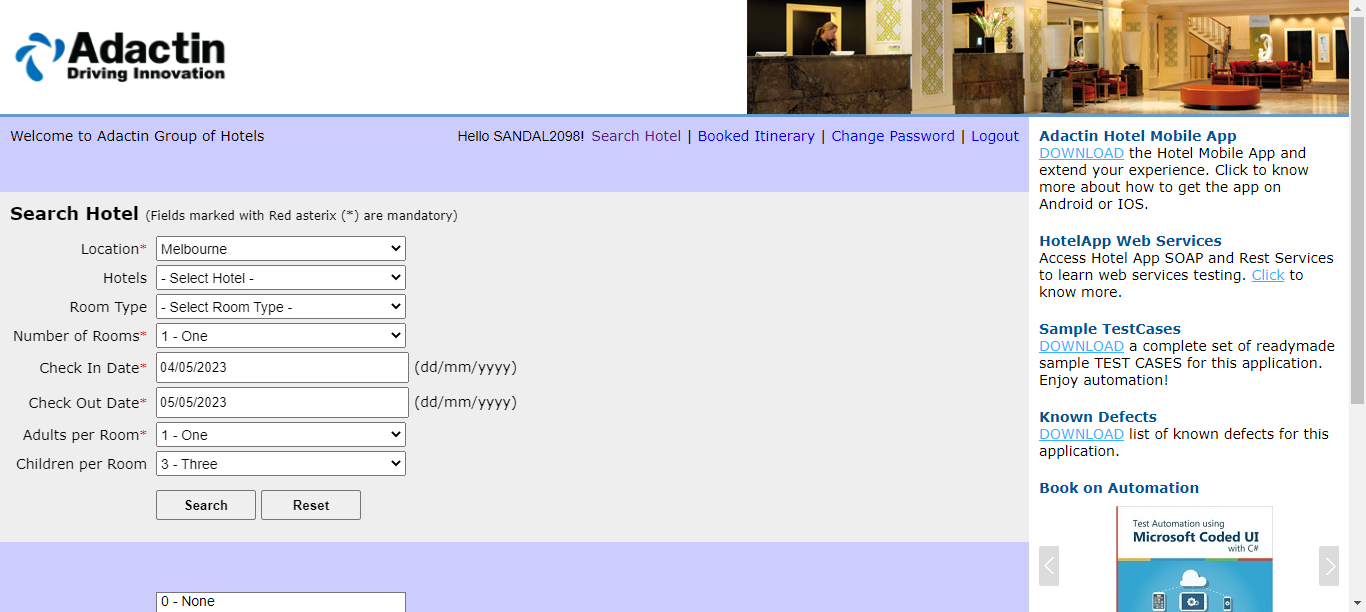 Adactin
Driving Innovation
Welcome to Adactin Group of Hotels
Hello SANDAL2098! Search Hotel | Booked Itinerary | Change Password | Logout
Search Hotel (Fields marked with Red asterix (*) are mandatory)
Location* Melbourne
Hotels - Select Hotel -
Room Type - Select Room Type -
Number of Rooms* 1 - One
Check In Date* 04/05/2023 (dd/mm/yyyy)
Check Out Date* 05/05/2023 (dd/mm/yyyy)
Adults per Room* 1 - One
Children per Room 3 - Three
Search Reset
0 - None
Adactin Hotel Mobile App
DOWNLOAD the Hotel Mobile App and
extend your experience. Click to know
more about how to get the app on
Android or IOS.
HotelApp Web Services
Access Hotel App SOAP and Rest Services
to learn web services testing. Click to
know more.
Sample TestCases
DOWNLOAD a complete set of readymade
sample TEST CASES for this application.
Enjoy automation!
Known Defects
DOWNLOAD list of known defects for this
application.
Book on Automation
Test Automation using
Microsoft Coded UI
with C#